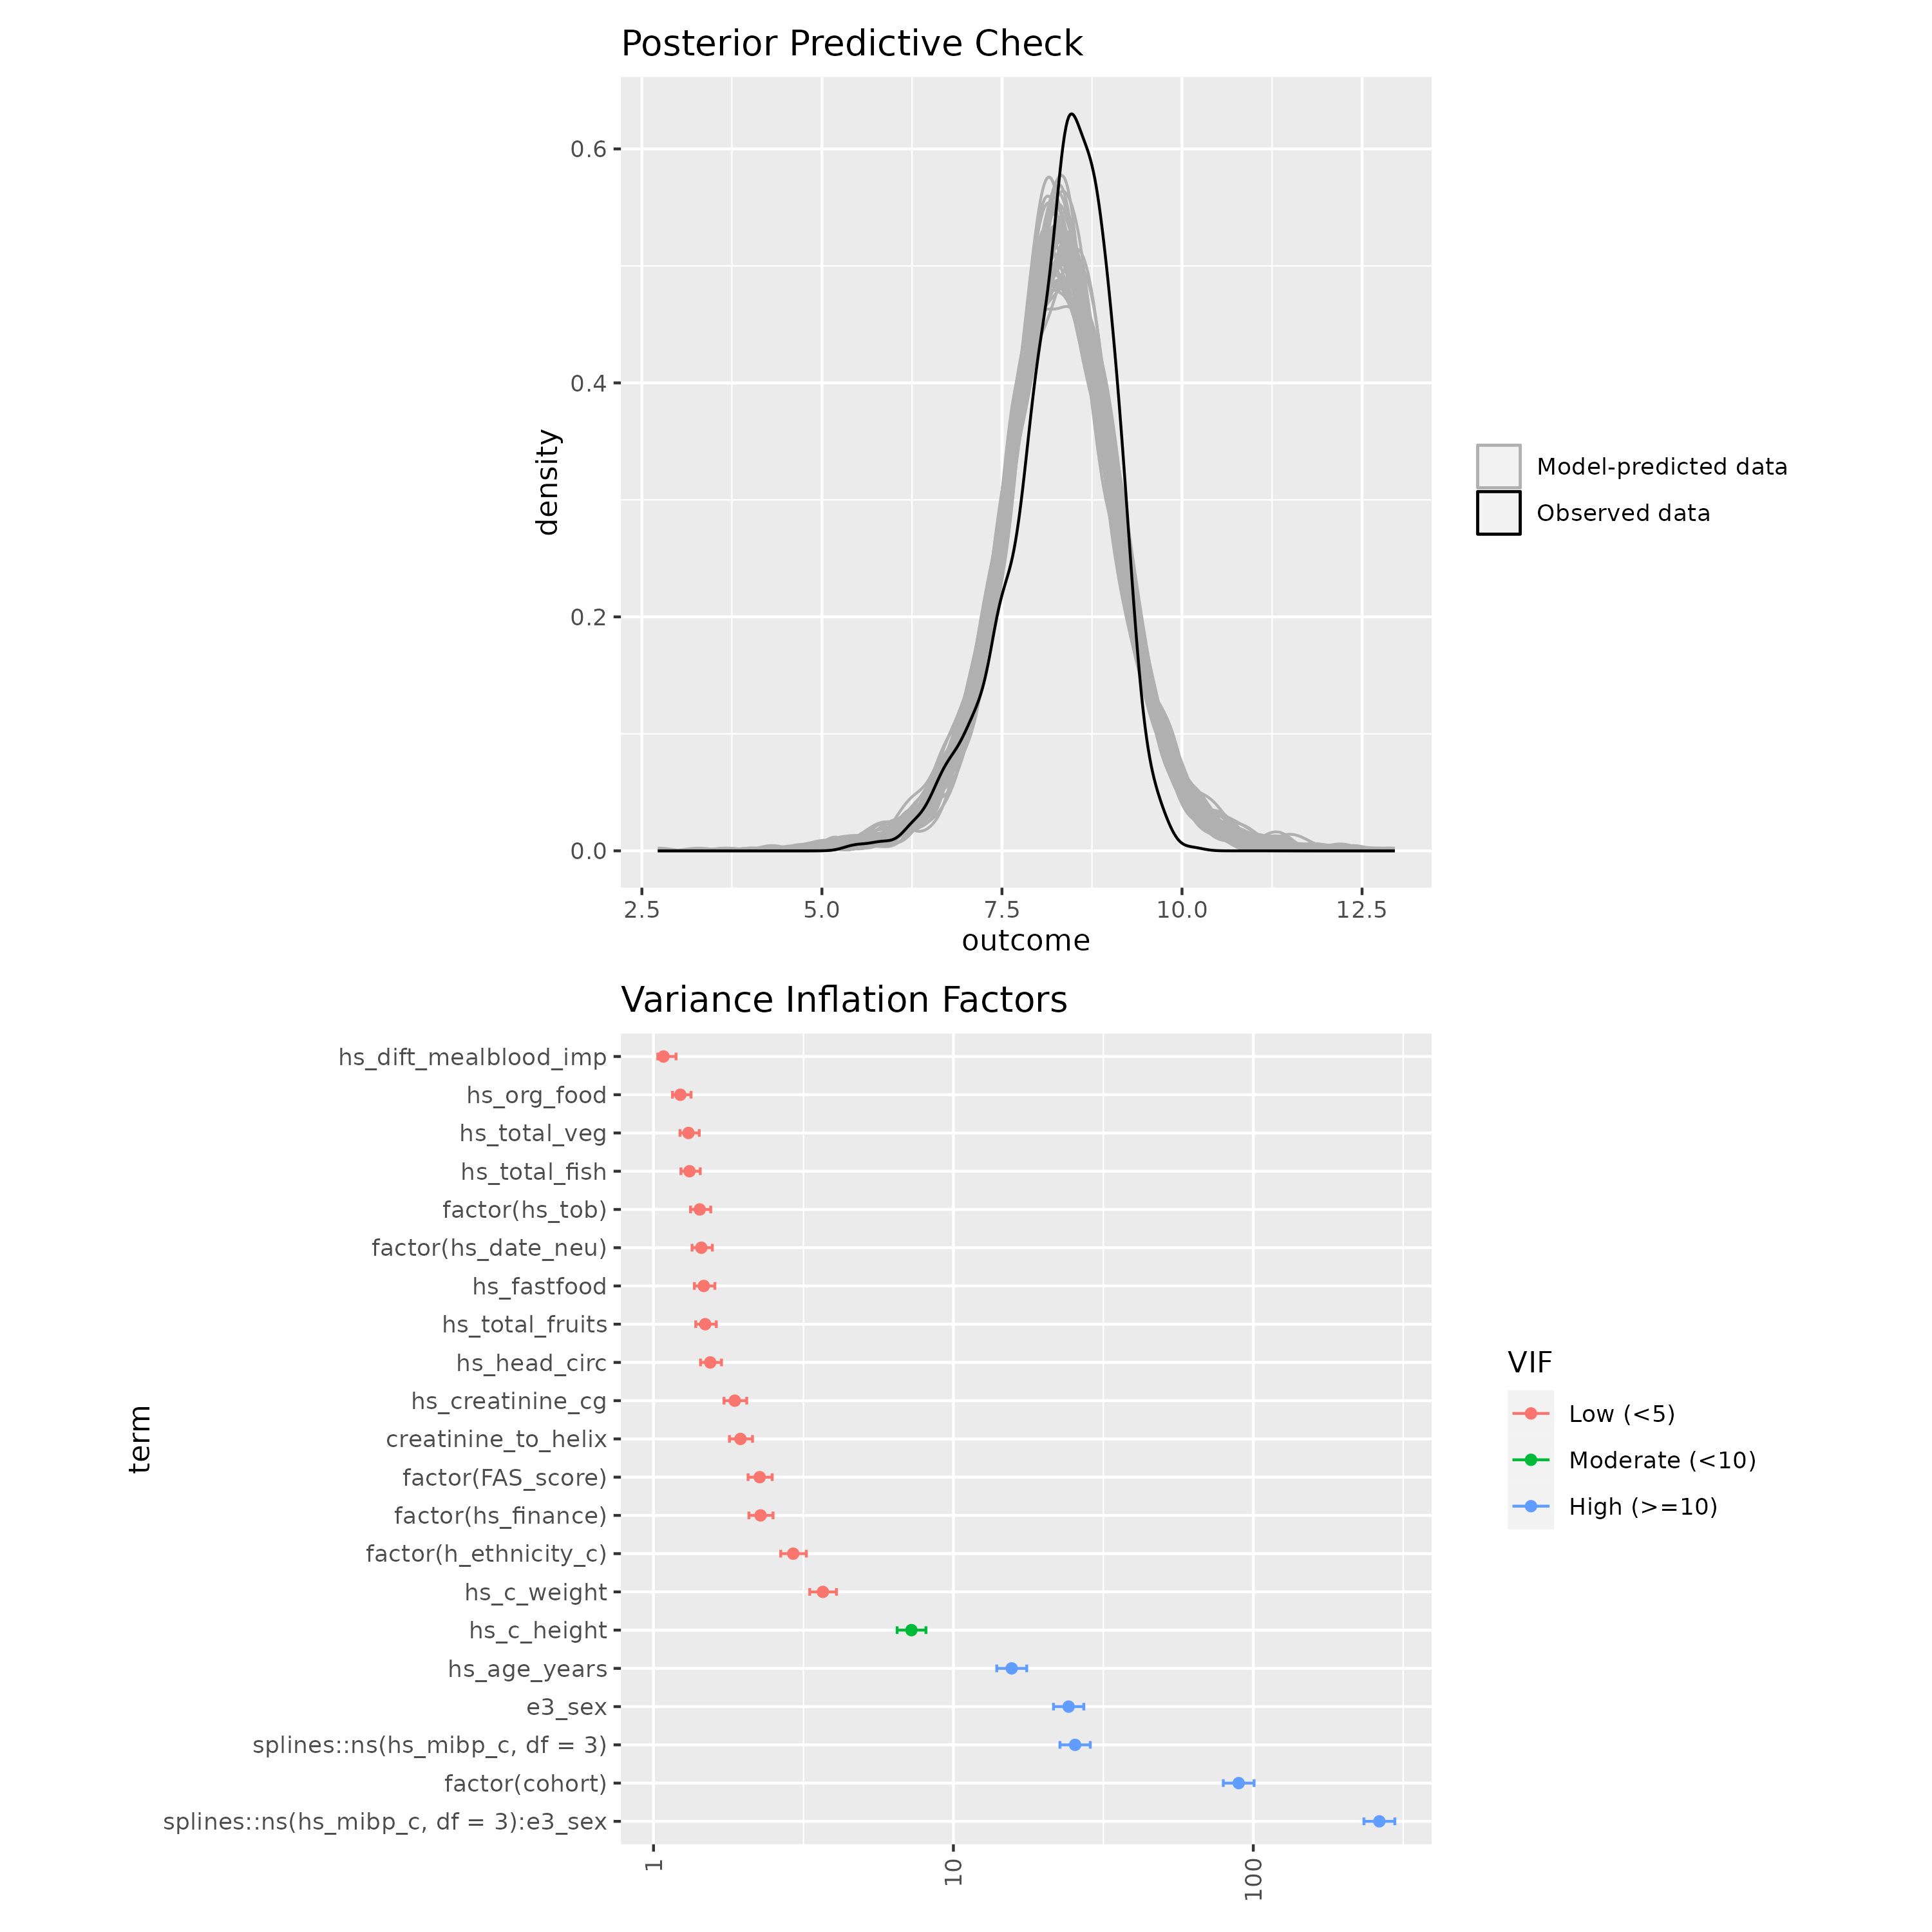 Posterior Predictive Check
density
0.6
0.4
0.2
0.0
2.5 5.0 7.5 10.0 12.5
outcome
Model-predicted data
Observed data
Variance Inflation Factors
term
hs_dift_mealblood_imp
hs_org_food
hs_total_veg
hs_total_fish
factor(hs_tob)
factor(hs_date_neu)
hs_fastfood
hs_total_fruits
hs_head_circ
hs_creatinine_cg
creatinine_to_helix
factor(FAS_score)
factor(hs_finance)
factor(h_ethnicity_c)
hs_c_weight
hs_c_height
hs_age_years
e3_sex
splines::ns(hs_mibp_c, df = 3)
factor(cohort)
splines::ns(hs_mibp_c, df = 3):e3_sex
1 10 100
VIF
Low (<5)
Moderate (<10)
High (>=10)